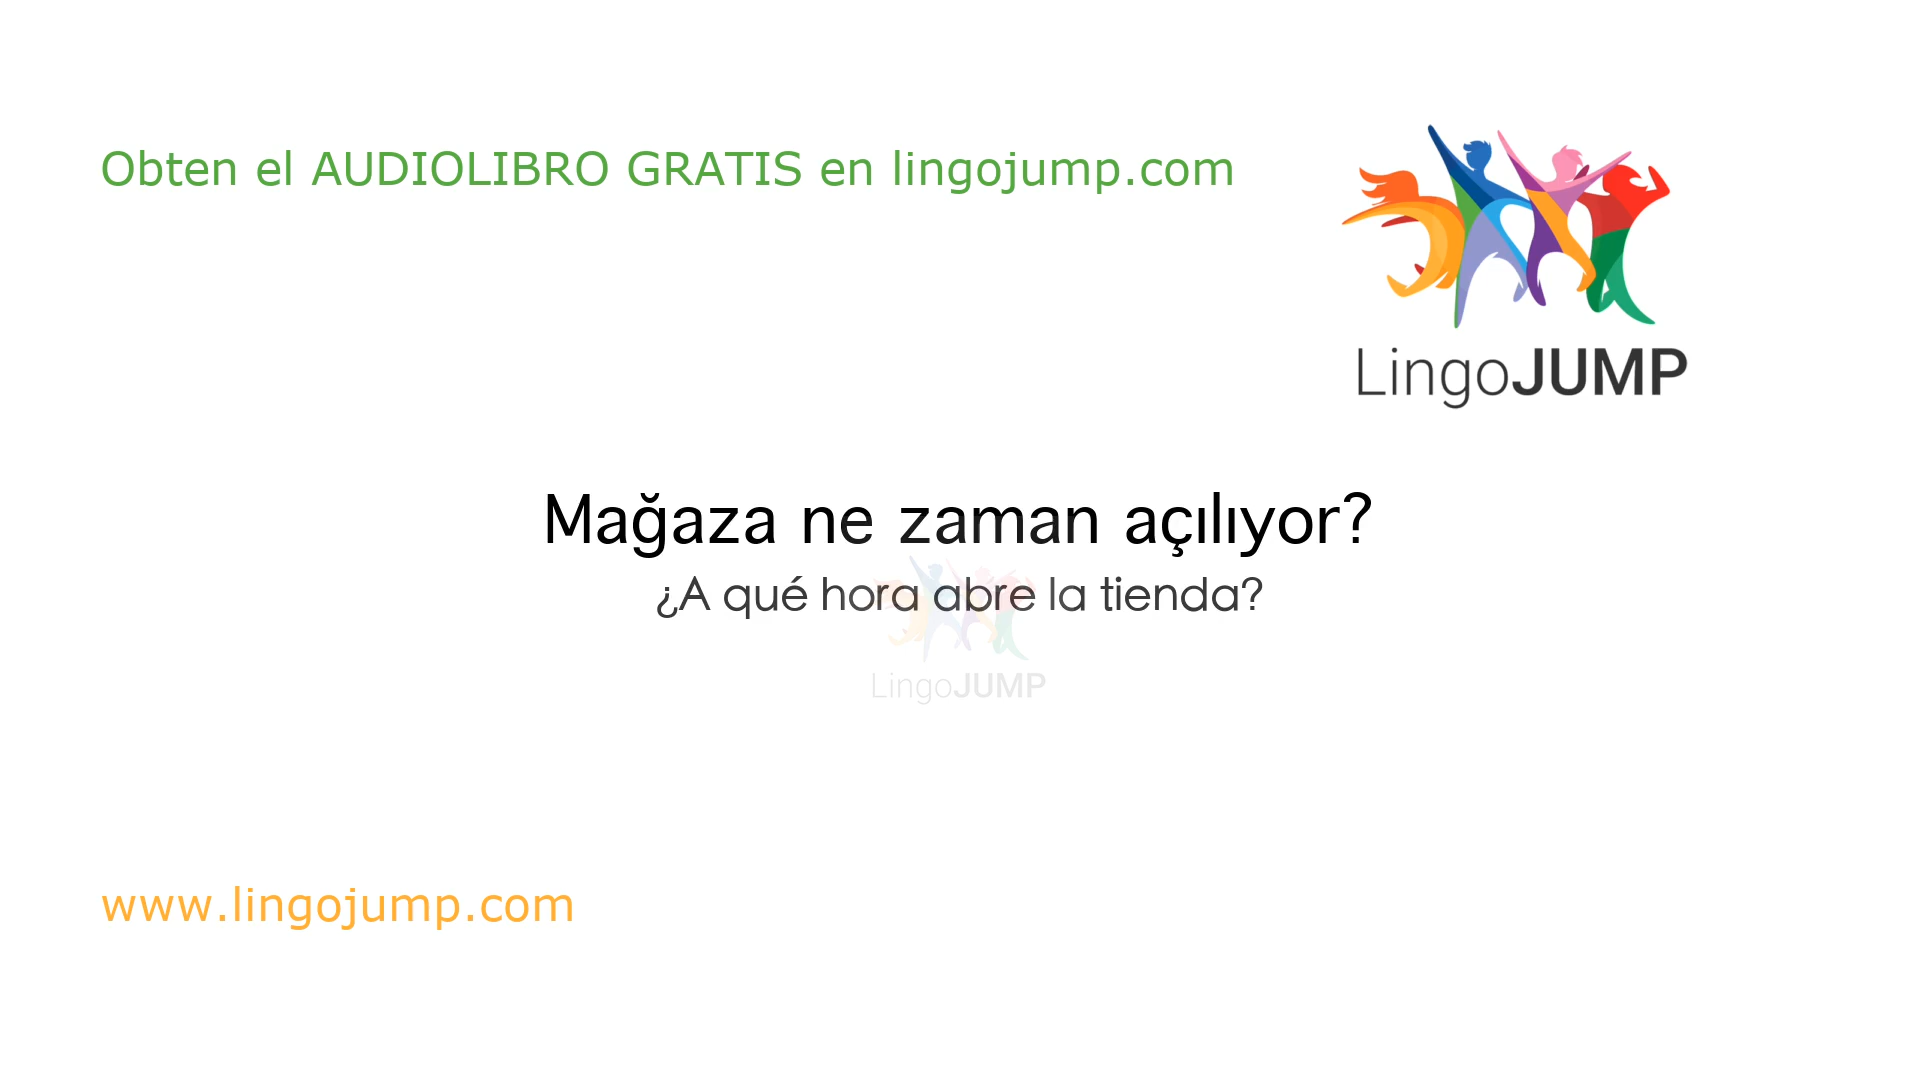 Obten el AUDIOLIBRO GRATIS en lingojump.com
LingoJUMP
Mağaza ne zaman açılıyor?
¿A qué hora abre la tienda?
LingoJUMP
www.lingojump.com